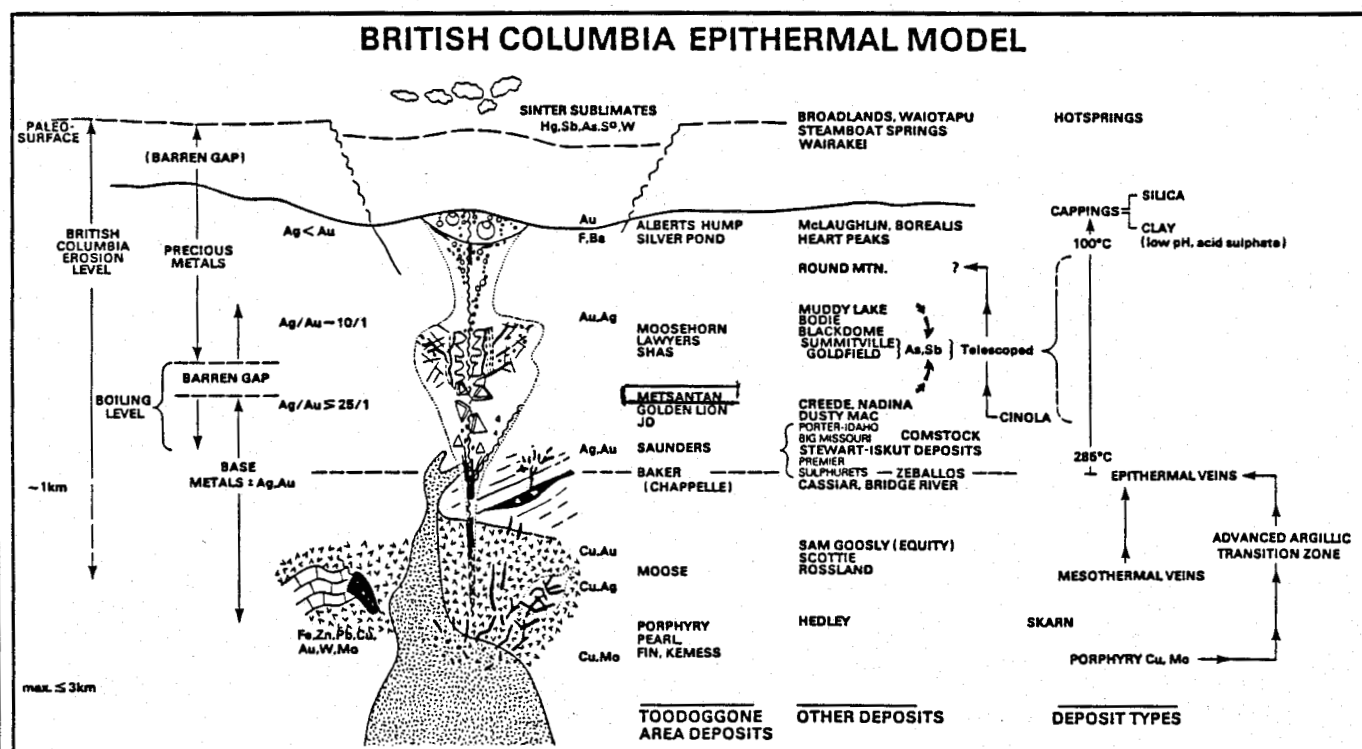 BRITISH COLUMBIA EPITHERMAL MODEL
PALEO-
SURFACE
(BARREN GAP)
BRITISH
COLUMBIA
EROSION
LEVEL
PRECIOUS
METALS
Ag < Au
Ag/Au ~ 10/1
BARREN GAP
BOILING
LEVEL
Ag/Au ≤ 25/1
BASE
METALS ± Ag,Au
~1km
max. ≤ 3km
SINTER SUBLIMATES
Hg,Sb,As,S°,W
Au
F,Ba
Au,Ag
Ag,Au
Cu,Au
Cu,Ag
Cu,Mo
Fe,Zn,Pb,Cu,
Au,W,Mo
ALBERTS HUMP
SILVER POND
MOOSEHORN
LAWYERS
SHAS
METSANTAN
GOLDEN LION
JD
SAUNDERS
BAKER
(CHAPPELLE)
MOOSE
PORPHYRY
PEARL,
FIN, KEMESS
TOODOGGONE
AREA DEPOSITS
BROADLANDS, WAIOTAPU
STEAMBOAT SPRINGS
WAIRAKEI
McLAUGHLIN, BOREALIS
HEART PEAKS
ROUND MTN. ?
MUDDY LAKE
BODIE
BLACKDOME
SUMMITVILLE
GOLDFIELD
As,Sb
Telescoped
CREEDE, NADINA
DUSTY MAC
CINOLA
PORTER-IDAHO
BIG MISSOURI
COMSTOCK
STEWART-ISKUT DEPOSITS
PREMIER
SULPHURETS
ZEBALLOS
CASSIAR, BRIDGE RIVER
SAM GOOSLY (EQUITY)
SCOTTIE
ROSSLAND
HEDLEY
OTHER DEPOSITS
HOTSPRINGS
CAPPINGS
SILICA
CLAY
(low pH, acid sulphate)
100°C
285°C
EPITHERMAL VEINS
ADVANCED ARGILLIC
TRANSITION ZONE
MESOTHERMAL VEINS
SKARN
PORPHYRY Cu, Mo
DEPOSIT TYPES